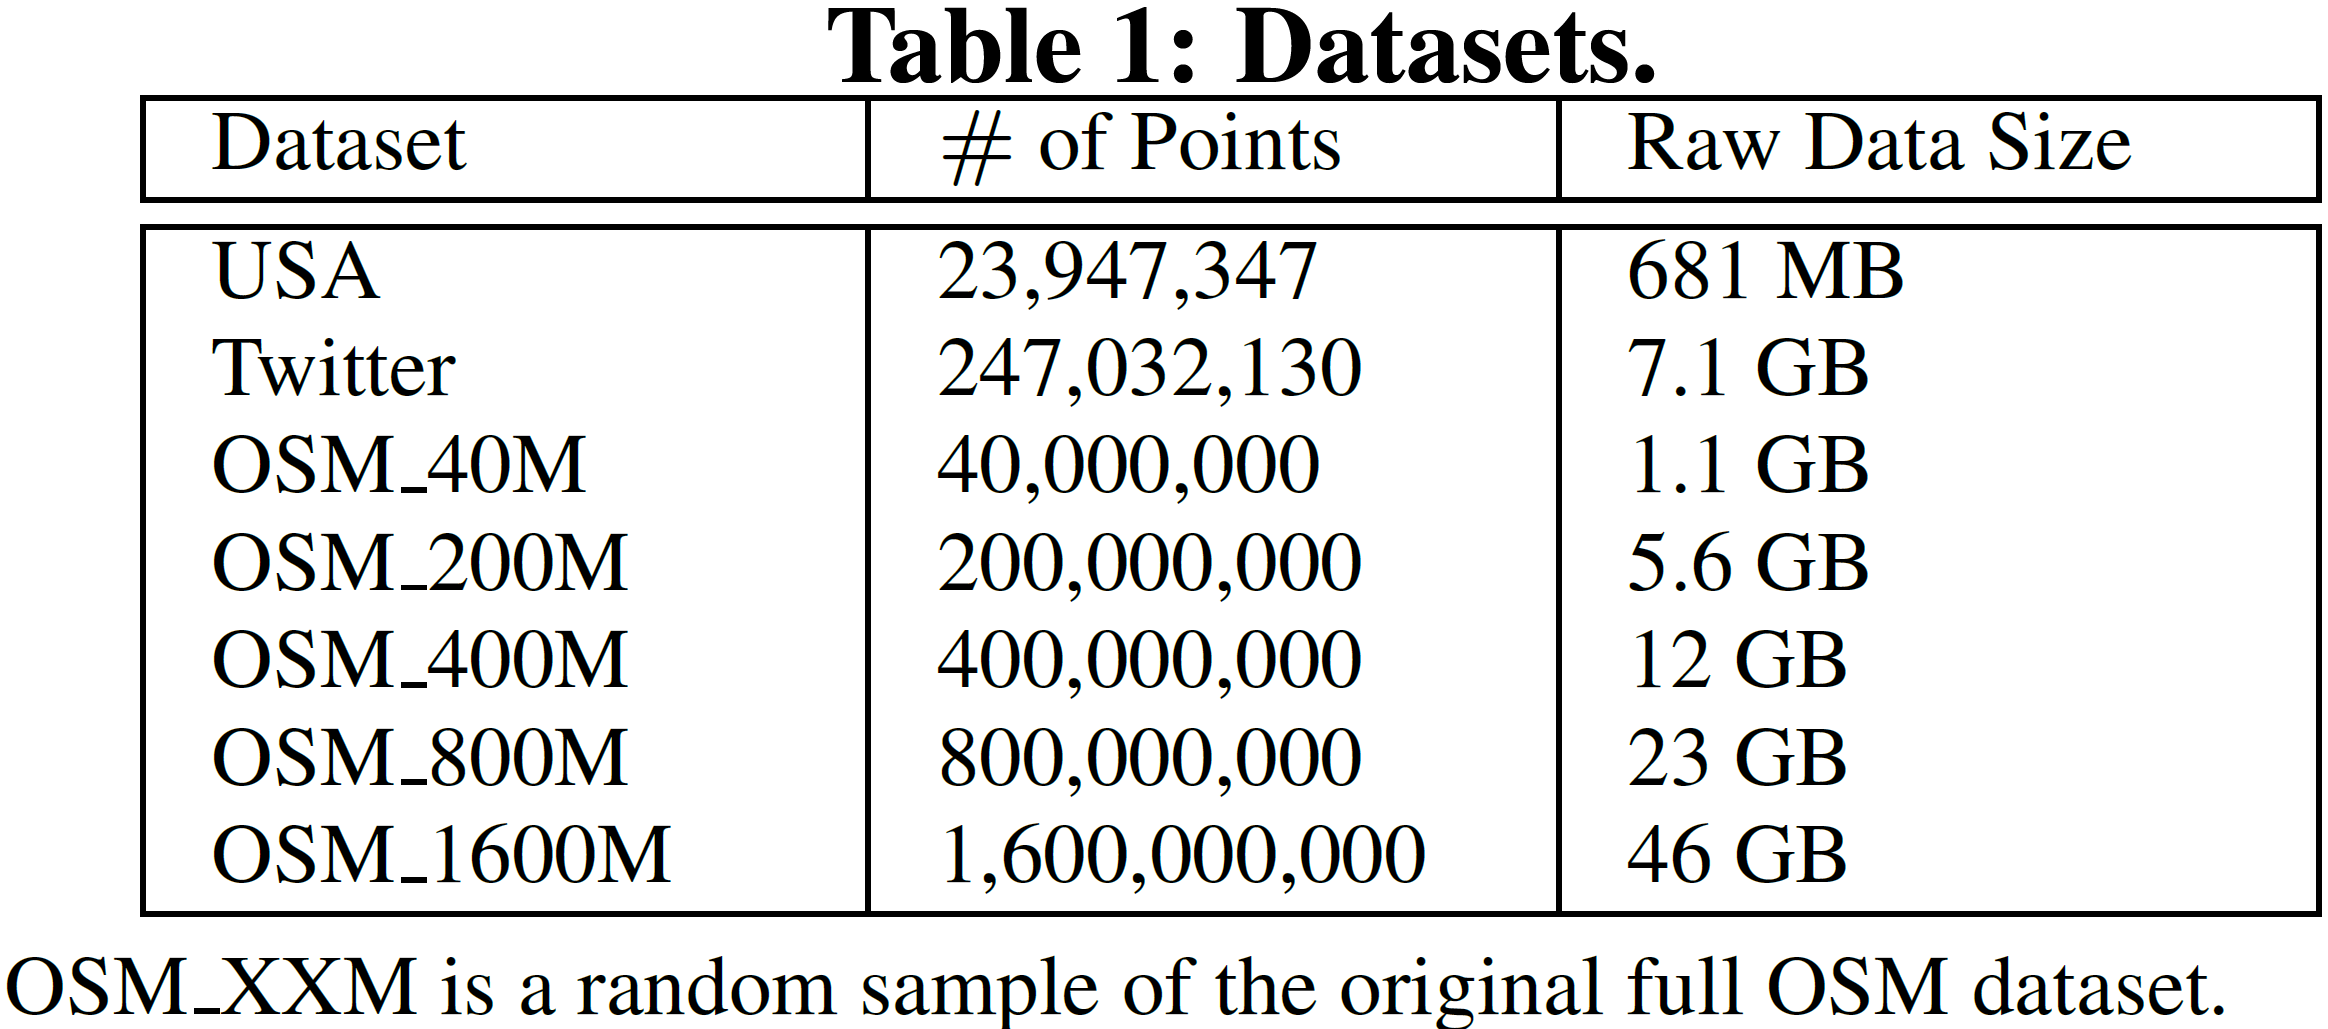 Table 1: Datasets.
Dataset # of Points Raw Data Size
USA 23,947,347 681 MB
Twitter 247,032,130 7.1 GB
OSM_40M 40,000,000 1.1 GB
OSM_200M 200,000,000 5.6 GB
OSM_400M 400,000,000 12 GB
OSM_800M 800,000,000 23 GB
OSM_1600M 1,600,000,000 46 GB
OSM_XXM is a random sample of the original full OSM dataset.